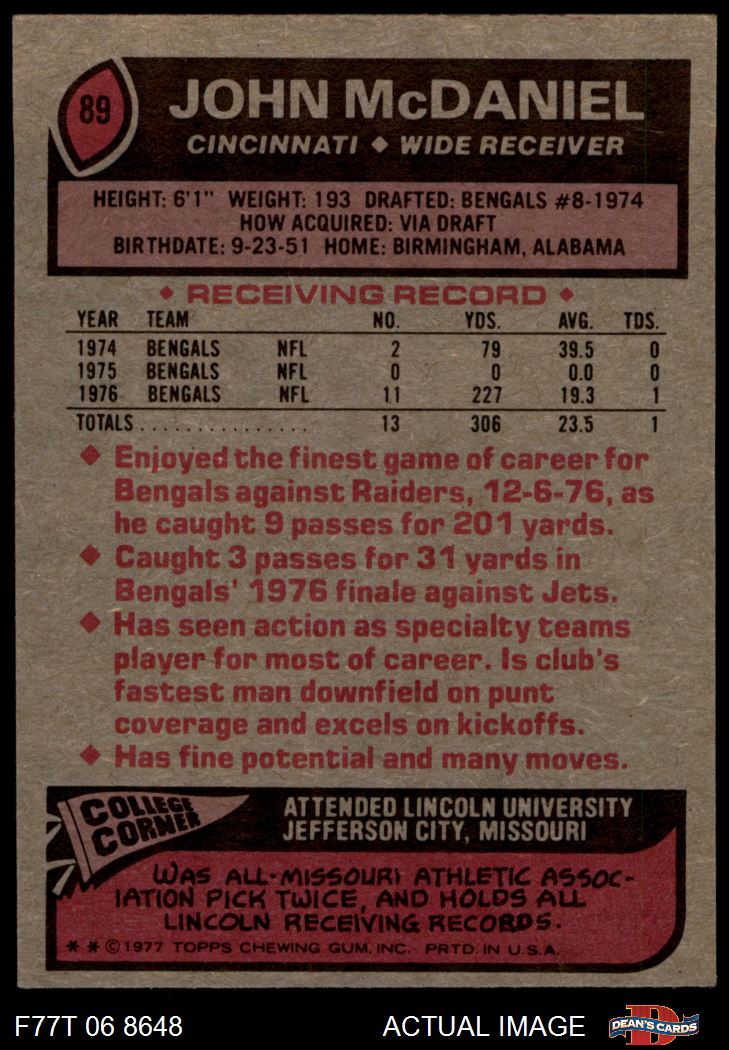 89
JOHN McDANIEL
CINCINNATI ◆ WIDE RECEIVER
HEIGHT: 6'1" WEIGHT: 193 DRAFTED: BENGALS #8-1974
HOW ACQUIRED: VIA DRAFT
BIRTHDATE: 9-23-51 HOME: BIRMINGHAM, ALABAMA
◆ RECEIVING RECORD ◆
YEAR TEAM NO. YDS. AVG. TDS.
1974 BENGALS NFL 2 79 39.5 0
1975 BENGALS NFL 0 0 0.0 0
1976 BENGALS NFL 11 227 19.3 1
TOTALS............... 13 306 23.5 1
◆ Enjoyed the finest game of career for
Bengals against Raiders, 12-6-76, as
he caught 9 passes for 201 yards.
◆ Caught 3 passes for 31 yards in
Bengals' 1976 finale against Jets.
◆ Has seen action as specialty teams
player for most of career. Is club's
fastest man downfield on punt
coverage and excels on kickoffs.
◆ Has fine potential and many moves.
COLLEGE
CORNER
ATTENDED LINCOLN UNIVERSITY
JEFFERSON CITY, MISSOURI
WAS ALL-MISSOURI ATHLETIC ASSOC-
IATION PICK TWICE, AND HOLDS ALL
LINCOLN RECEIVING RECORDS.
* * © 1977 TOPPS CHEWING GUM, INC. PRTD. IN U.S.A.
F77T 06 8648 ACTUAL IMAGE D DEAN'S CARDS